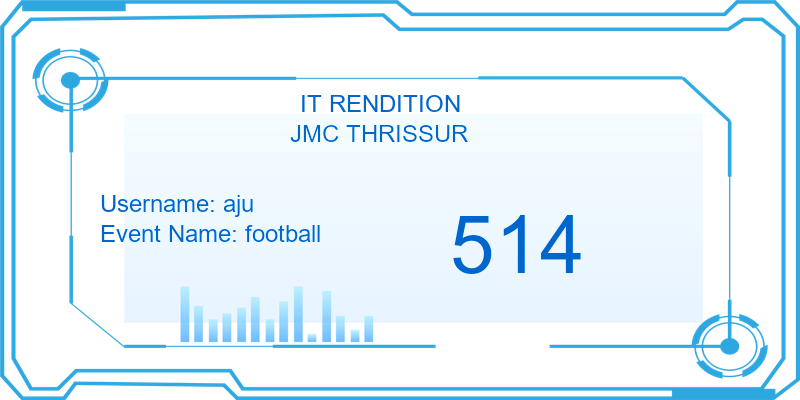 IT RENDITION
JMC THRISSUR
Username: aju
Event Name: football
514